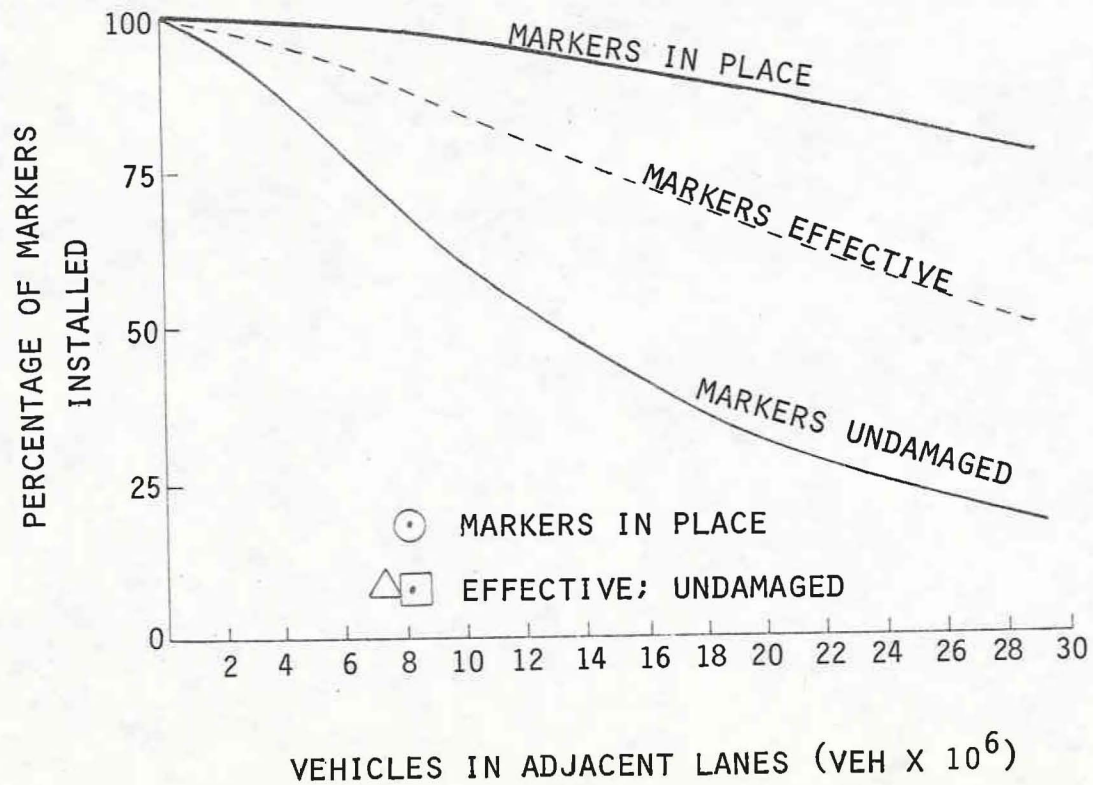 PERCENTAGE OF MARKERS
INSTALLED
100
75
50
25
0
MARKERS IN PLACE
MARKERS EFFECTIVE
MARKERS UNDAMAGED
MARKERS IN PLACE
EFFECTIVE; UNDAMAGED
2 4 6 8 10 12 14 16 18 20 22 24 26 28 30
VEHICLES IN ADJACENT LANES (VEH X 10⁶)